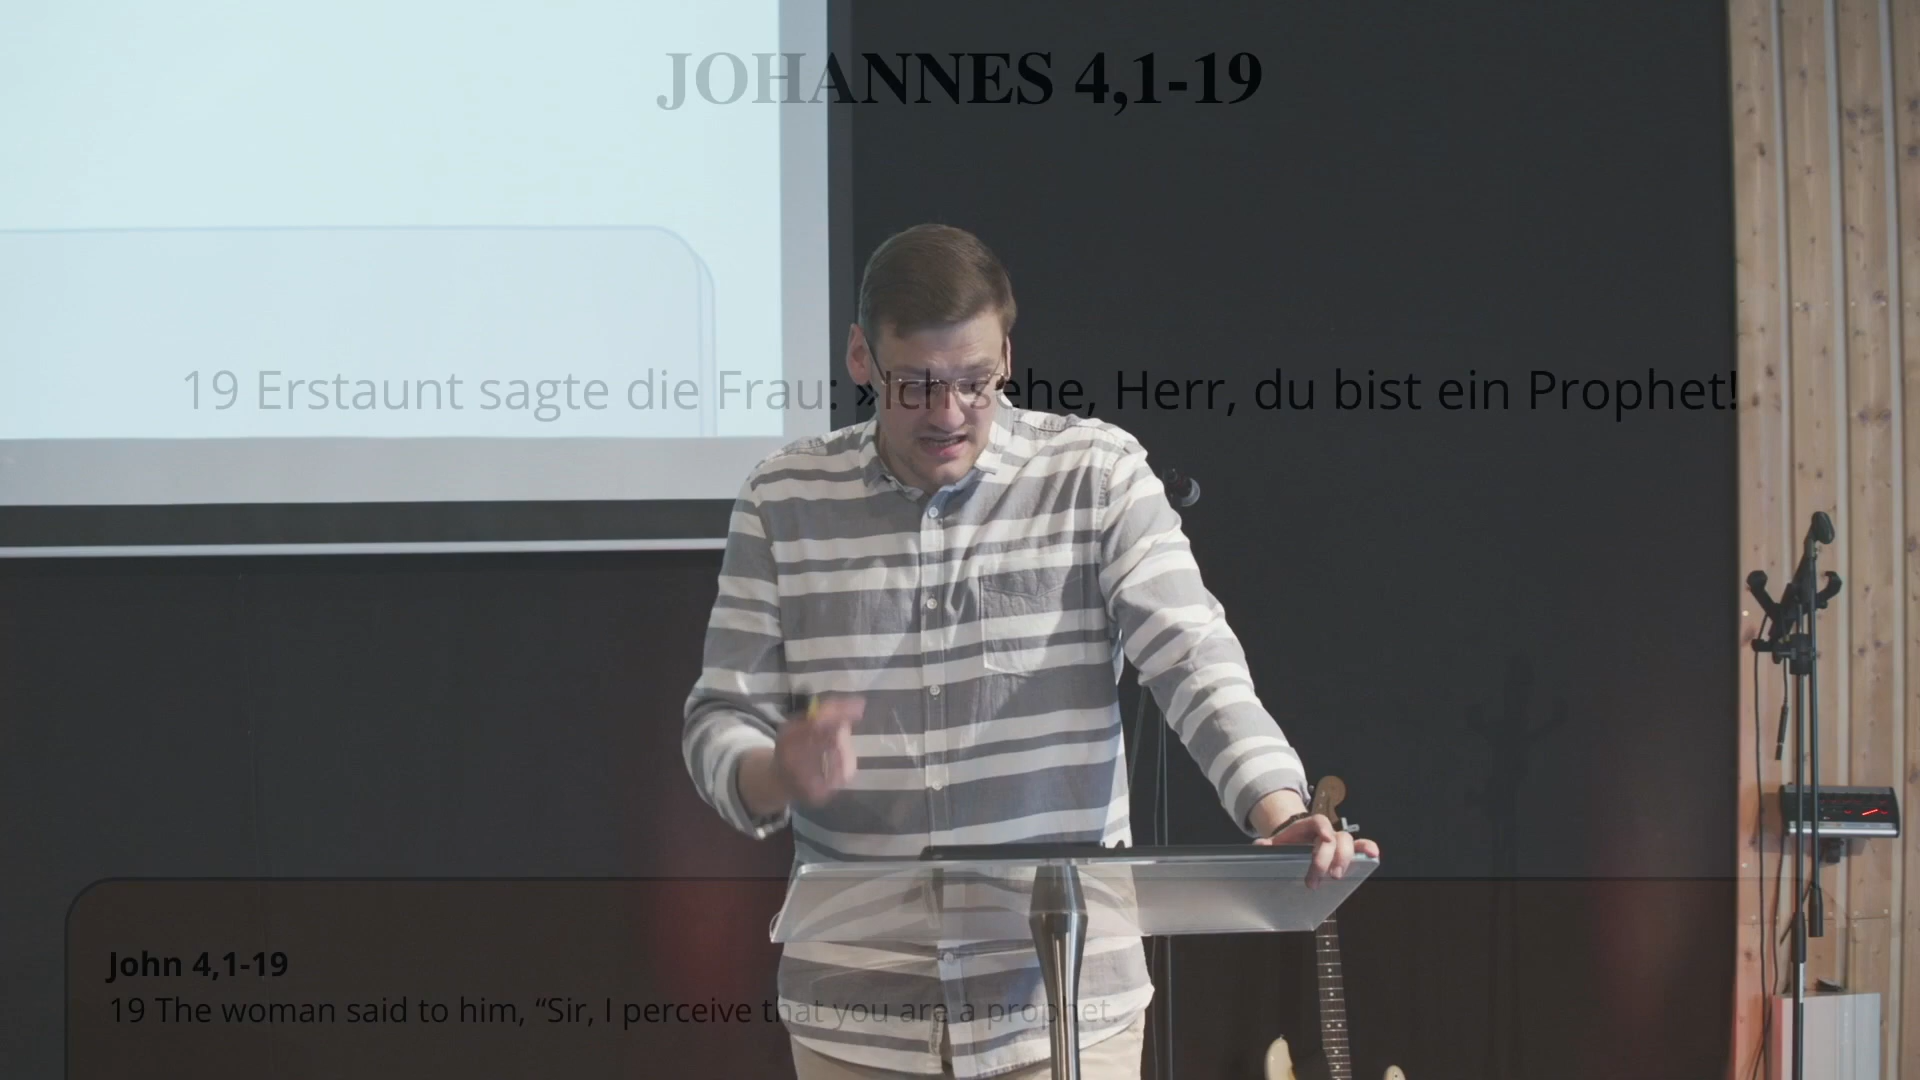 JOHANNES 4,1-19
19 Erstaunt sagte die Frau: »Ich sehe, Herr, du bist ein Prophet!
John 4,1-19
19 The woman said to him, “Sir, I perceive that you are a prophet.